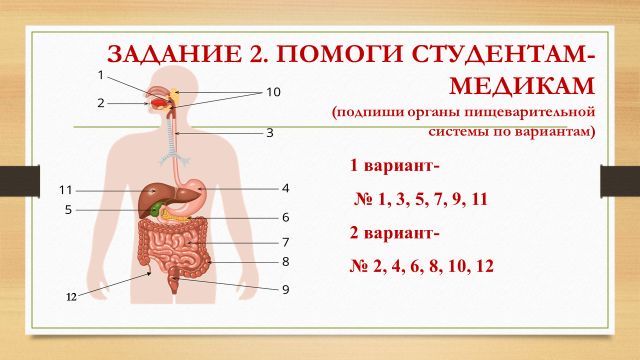 ЗАДАНИЕ 2. ПОМОГИ СТУДЕНТАМ-
МЕДИКАМ
(подпиши органы пищеварительной
системы по вариантам)
1
2
10
3
11
5
4
6
7
8
9
12
1 вариант-
№ 1, 3, 5, 7, 9, 11
2 вариант-
№ 2, 4, 6, 8, 10, 12